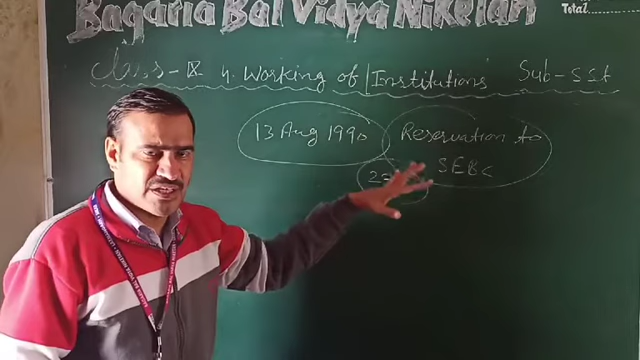 Bagaria Bal Vidya Niketan
Total
Class-IX 4. Working of Institutions Sub-SSt
13 Aug 1990 Reservation to
SEBC